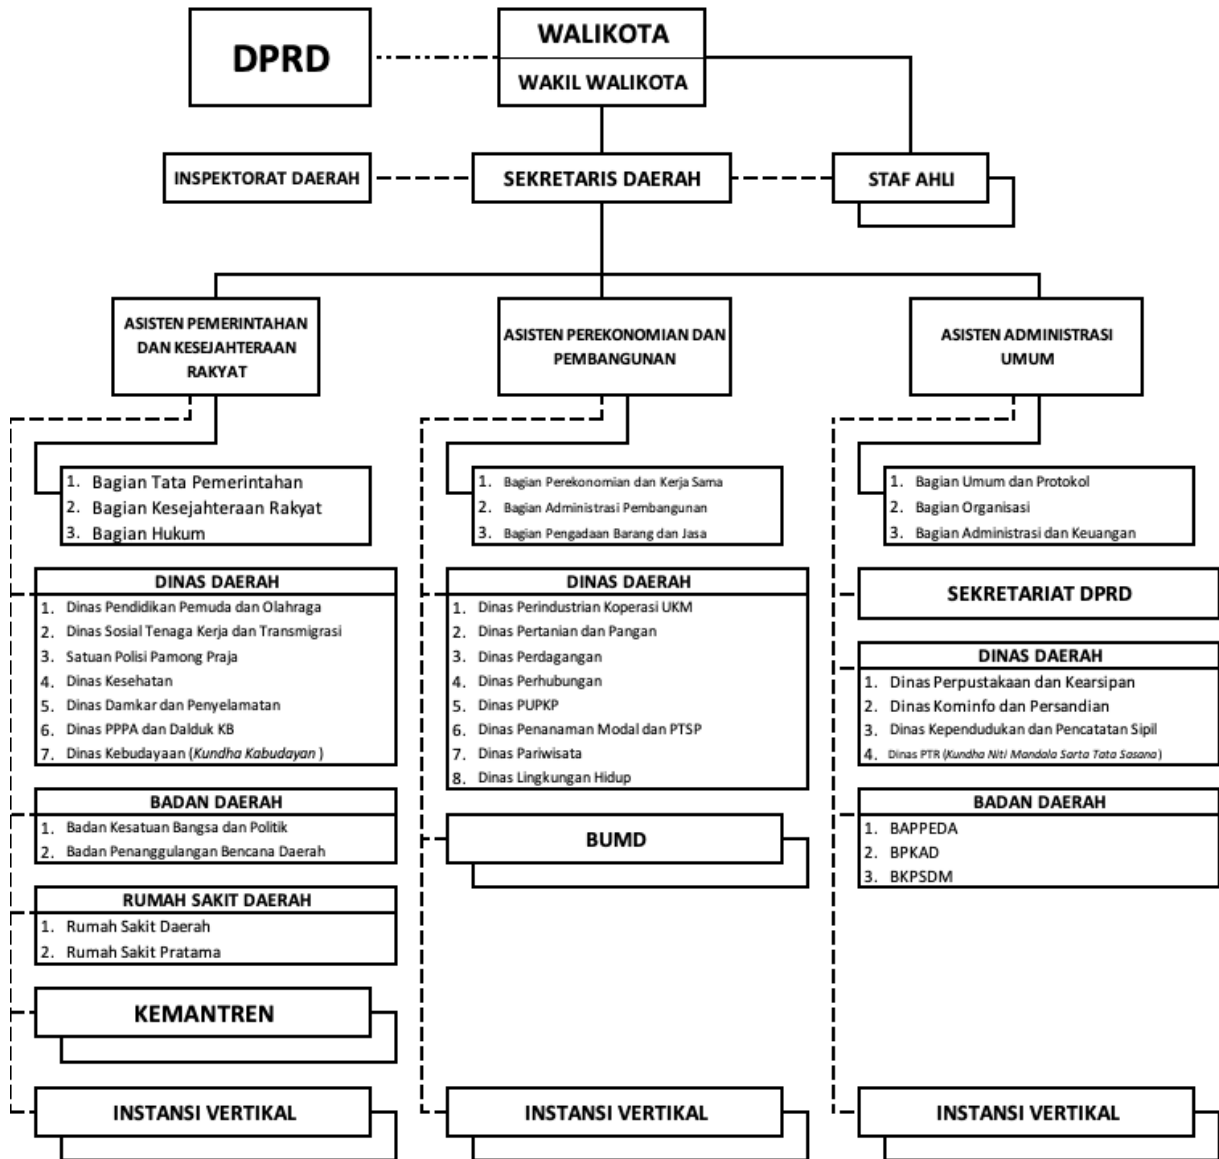 DPRD
WALIKOTA
WAKIL WALIKOTA
INSPEKTORAT DAERAH
SEKRETARIS DAERAH
STAF AHLI
ASISTEN PEMERINTAHAN
DAN KESEJAHTERAAN
RAKYAT
ASISTEN PEREKONOMIAN DAN
PEMBANGUNAN
ASISTEN ADMINISTRASI
UMUM
1. Bagian Tata Pemerintahan
2. Bagian Kesejahteraan Rakyat
3. Bagian Hukum
1. Bagian Perekonomian dan Kerja Sama
2. Bagian Administrasi Pembangunan
3. Bagian Pengadaan Barang dan Jasa
1. Bagian Umum dan Protokol
2. Bagian Organisasi
3. Bagian Administrasi dan Keuangan
DINAS DAERAH
1. Dinas Pendidikan Pemuda dan Olahraga
2. Dinas Sosial Tenaga Kerja dan Transmigrasi
3. Satuan Polisi Pamong Praja
4. Dinas Kesehatan
5. Dinas Damkar dan Penyelamatan
6. Dinas PPPA dan Dalduk KB
7. Dinas Kebudayaan (Kundha Kabudayan )
BADAN DAERAH
1. Badan Kesatuan Bangsa dan Politik
2. Badan Penanggulangan Bencana Daerah
RUMAH SAKIT DAERAH
1. Rumah Sakit Daerah
2. Rumah Sakit Pratama
KEMANTREN
INSTANSI VERTIKAL
DINAS DAERAH
1. Dinas Perindustrian Koperasi UKM
2. Dinas Pertanian dan Pangan
3. Dinas Perdagangan
4. Dinas Perhubungan
5. Dinas PUPKP
6. Dinas Penanaman Modal dan PTSP
7. Dinas Pariwisata
8. Dinas Lingkungan Hidup
BUMD
INSTANSI VERTIKAL
SEKRETARIAT DPRD
DINAS DAERAH
1. Dinas Perpustakaan dan Kearsipan
2. Dinas Kominfo dan Persandian
3. Dinas Kependudukan dan Pencatatan Sipil
4. Dinas PTR (Kundha Niti Mandala Sarta Tata Sasana )
BADAN DAERAH
1. BAPPEDA
2. BPKAD
3. BKPSDM
INSTANSI VERTIKAL